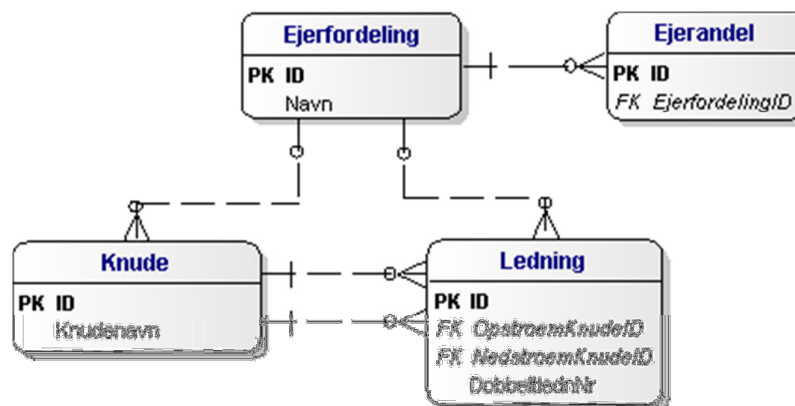 Ejerfordeling
PK ID
Navn
Ejerandel
PK ID
FK EjerfordelingID
Knude
PK ID
Knudenavn
Ledning
PK ID
FK OpstroemKnudeID
FK NedstroemKnudeID
DobbeltlednNr